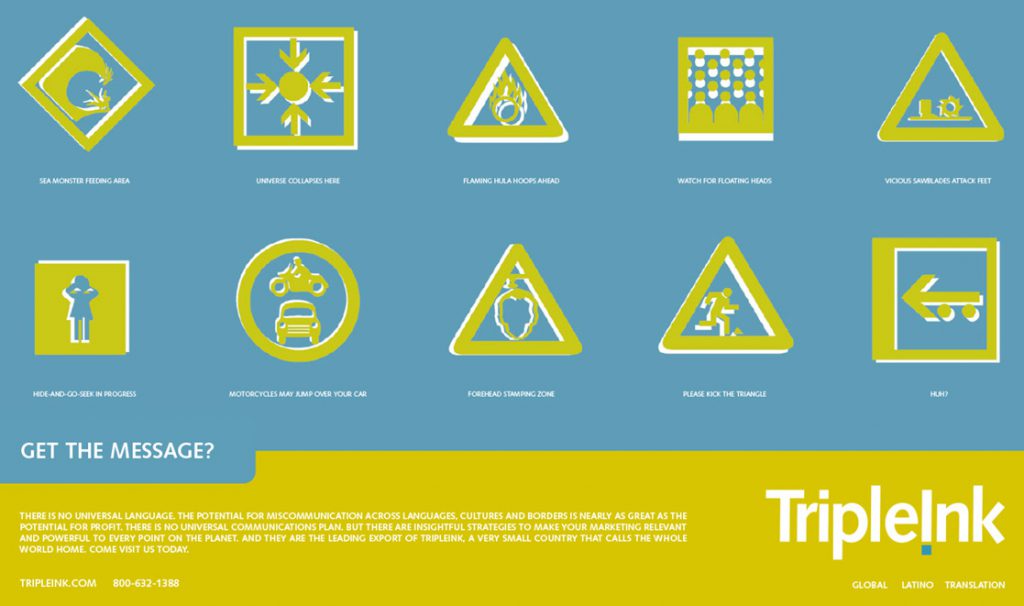 SEA MONSTER FEEDING AREA
UNIVERSE COLLAPSES HERE
FLAMING HULA HOOPS AHEAD
WATCH FOR FLOATING HEADS
VICIOUS SAWBLADES ATTACK FEET
HIDE-AND-GO-SEEK IN PROGRESS
MOTORCYCLES MAY JUMP OVER YOUR CAR
FOREHEAD STAMPING ZONE
PLEASE KICK THE TRIANGLE
HUH?
GET THE MESSAGE?
THERE IS NO UNIVERSAL LANGUAGE. THE POTENTIAL FOR MISCOMMUNICATION ACROSS LANGUAGES, CULTURES AND BORDERS IS NEARLY AS GREAT AS THE
POTENTIAL FOR PROFIT. THERE IS NO UNIVERSAL COMMUNICATIONS PLAN. BUT THERE ARE INSIGHTFUL STRATEGIES TO MAKE YOUR MARKETING RELEVANT
AND POWERFUL TO EVERY POINT ON THE PLANET. AND THEY ARE THE LEADING EXPORT OF TRIPLEINK, A VERY SMALL COUNTRY THAT CALLS THE WHOLE
WORLD HOME. COME VISIT US TODAY.
TRIPLEINK.COM 800-632-1388
TripleInk
GLOBAL LATINO TRANSLATION